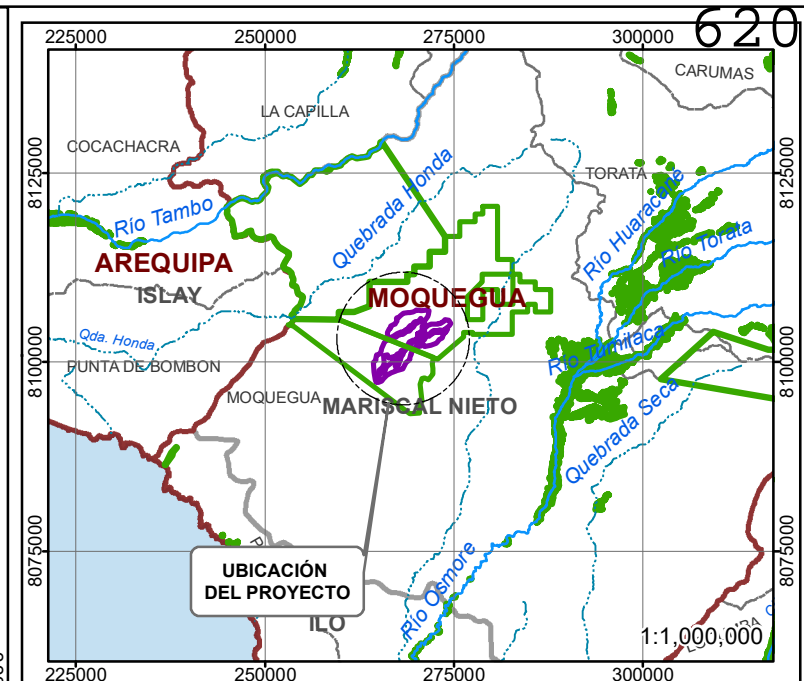 620
225000
250000
275000
300000
CARUMAS
LA CAPILLA
COCACHACRA
8125000
8125000
TORATA
Quebrada Honda
Río Huaracane
Río Tambo
Río Torata
AREQUIPA
ISLAY
MOQUEGUA
Qda. Honda
Río Tumilaca
8100000
8100000
PUNTA DE BOMBON
MOQUEGUA
MARISCAL NIETO
Quebrada Seca
8075000
8075000
UBICACIÓN
DEL PROYECTO
ILO
Río Osmore
1:1,000,000
225000
250000
275000
300000